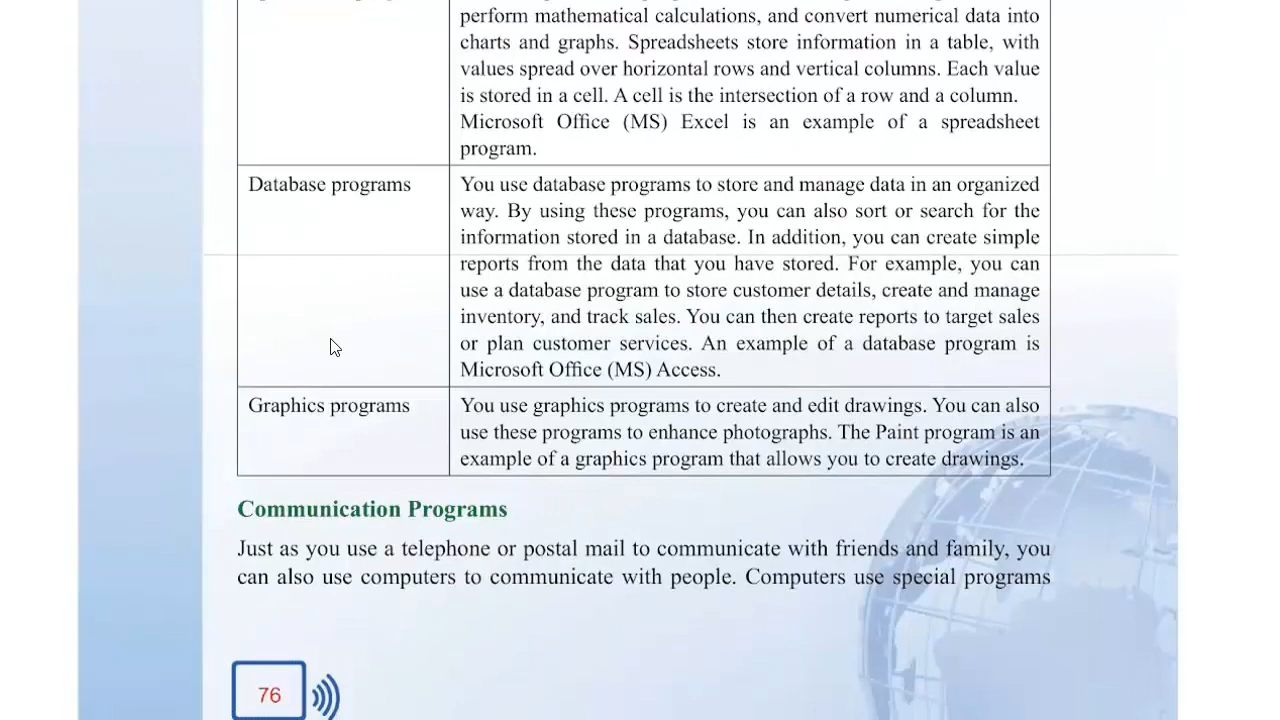 perform mathematical calculations, and convert numerical data into
charts and graphs. Spreadsheets store information in a table, with
values spread over horizontal rows and vertical columns. Each value
is stored in a cell. A cell is the intersection of a row and a column.
Microsoft Office (MS) Excel is an example of a spreadsheet
program.
Database programs
You use database programs to store and manage data in an organized
way. By using these programs, you can also sort or search for the
information stored in a database. In addition, you can create simple
reports from the data that you have stored. For example, you can
use a database program to store customer details, create and manage
inventory, and track sales. You can then create reports to target sales
or plan customer services. An example of a database program is
Microsoft Office (MS) Access.
Graphics programs
You use graphics programs to create and edit drawings. You can also
use these programs to enhance photographs. The Paint program is an
example of a graphics program that allows you to create drawings.
Communication Programs
Just as you use a telephone or postal mail to communicate with friends and family, you
can also use computers to communicate with people. Computers use special programs
76